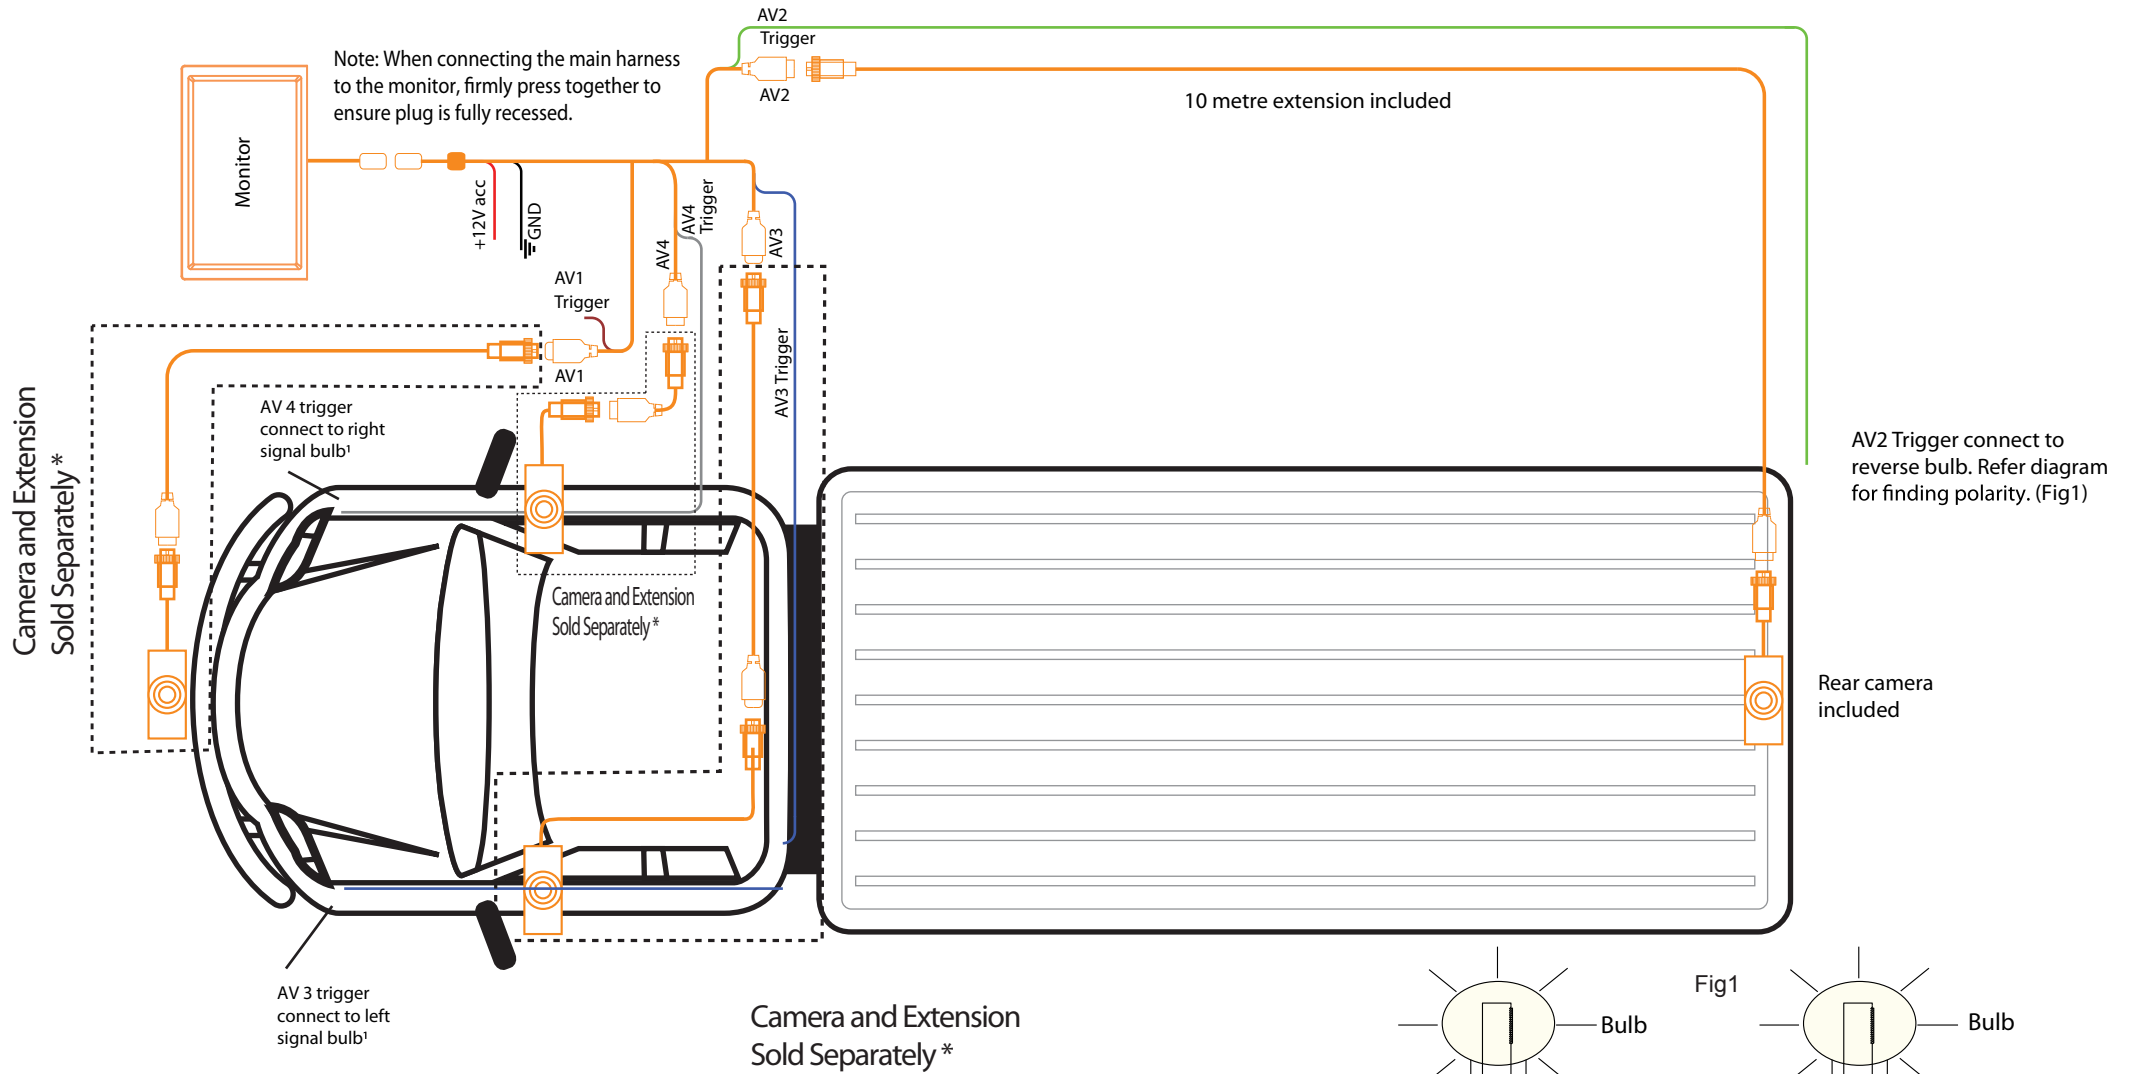 AV2
Trigger
Note: When connecting the main harness
to the monitor, firmly press together to
ensure plug is fully recessed.
AV2
10 metre extension included
Monitor
+12V acc
GND
AV4
Trigger
AV4
AV3
AV1
Trigger
AV1
AV3 Trigger
Camera and Extension
Sold Separately *
AV 4 trigger
connect to right
signal bulb¹
AV2 Trigger connect to
reverse bulb. Refer diagram
for finding polarity. (Fig1)
Camera and Extension
Sold Separately *
Rear camera
included
AV 3 trigger
connect to left
signal bulb¹
Camera and Extension
Sold Separately *
Fig1
Bulb
Bulb